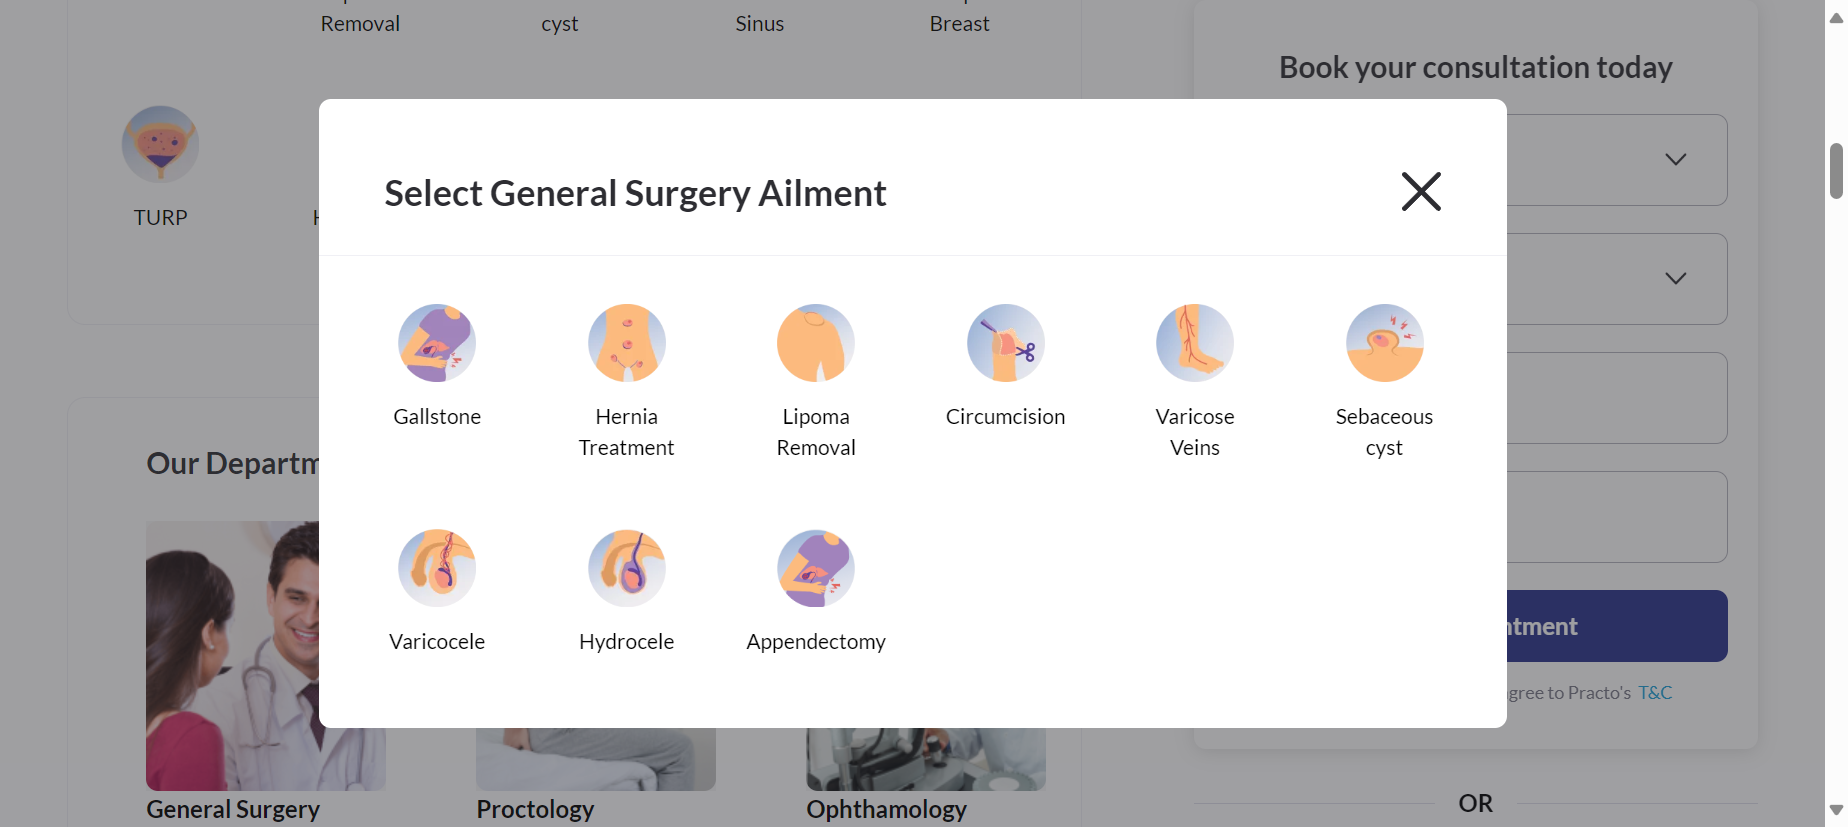 Removal
cyst
Sinus
Breast
Book your consultation today
TURP
Select General Surgery Ailment
Gallstone
Hernia
Treatment
Lipoma
Removal
Circumcision
Varicose
Veins
Sebaceous
cyst
Our Departm
Varicocele
Hydrocele
Appendectomy
ntment
gree to Practo's T&C
General Surgery
Proctology
Ophthamology
OR